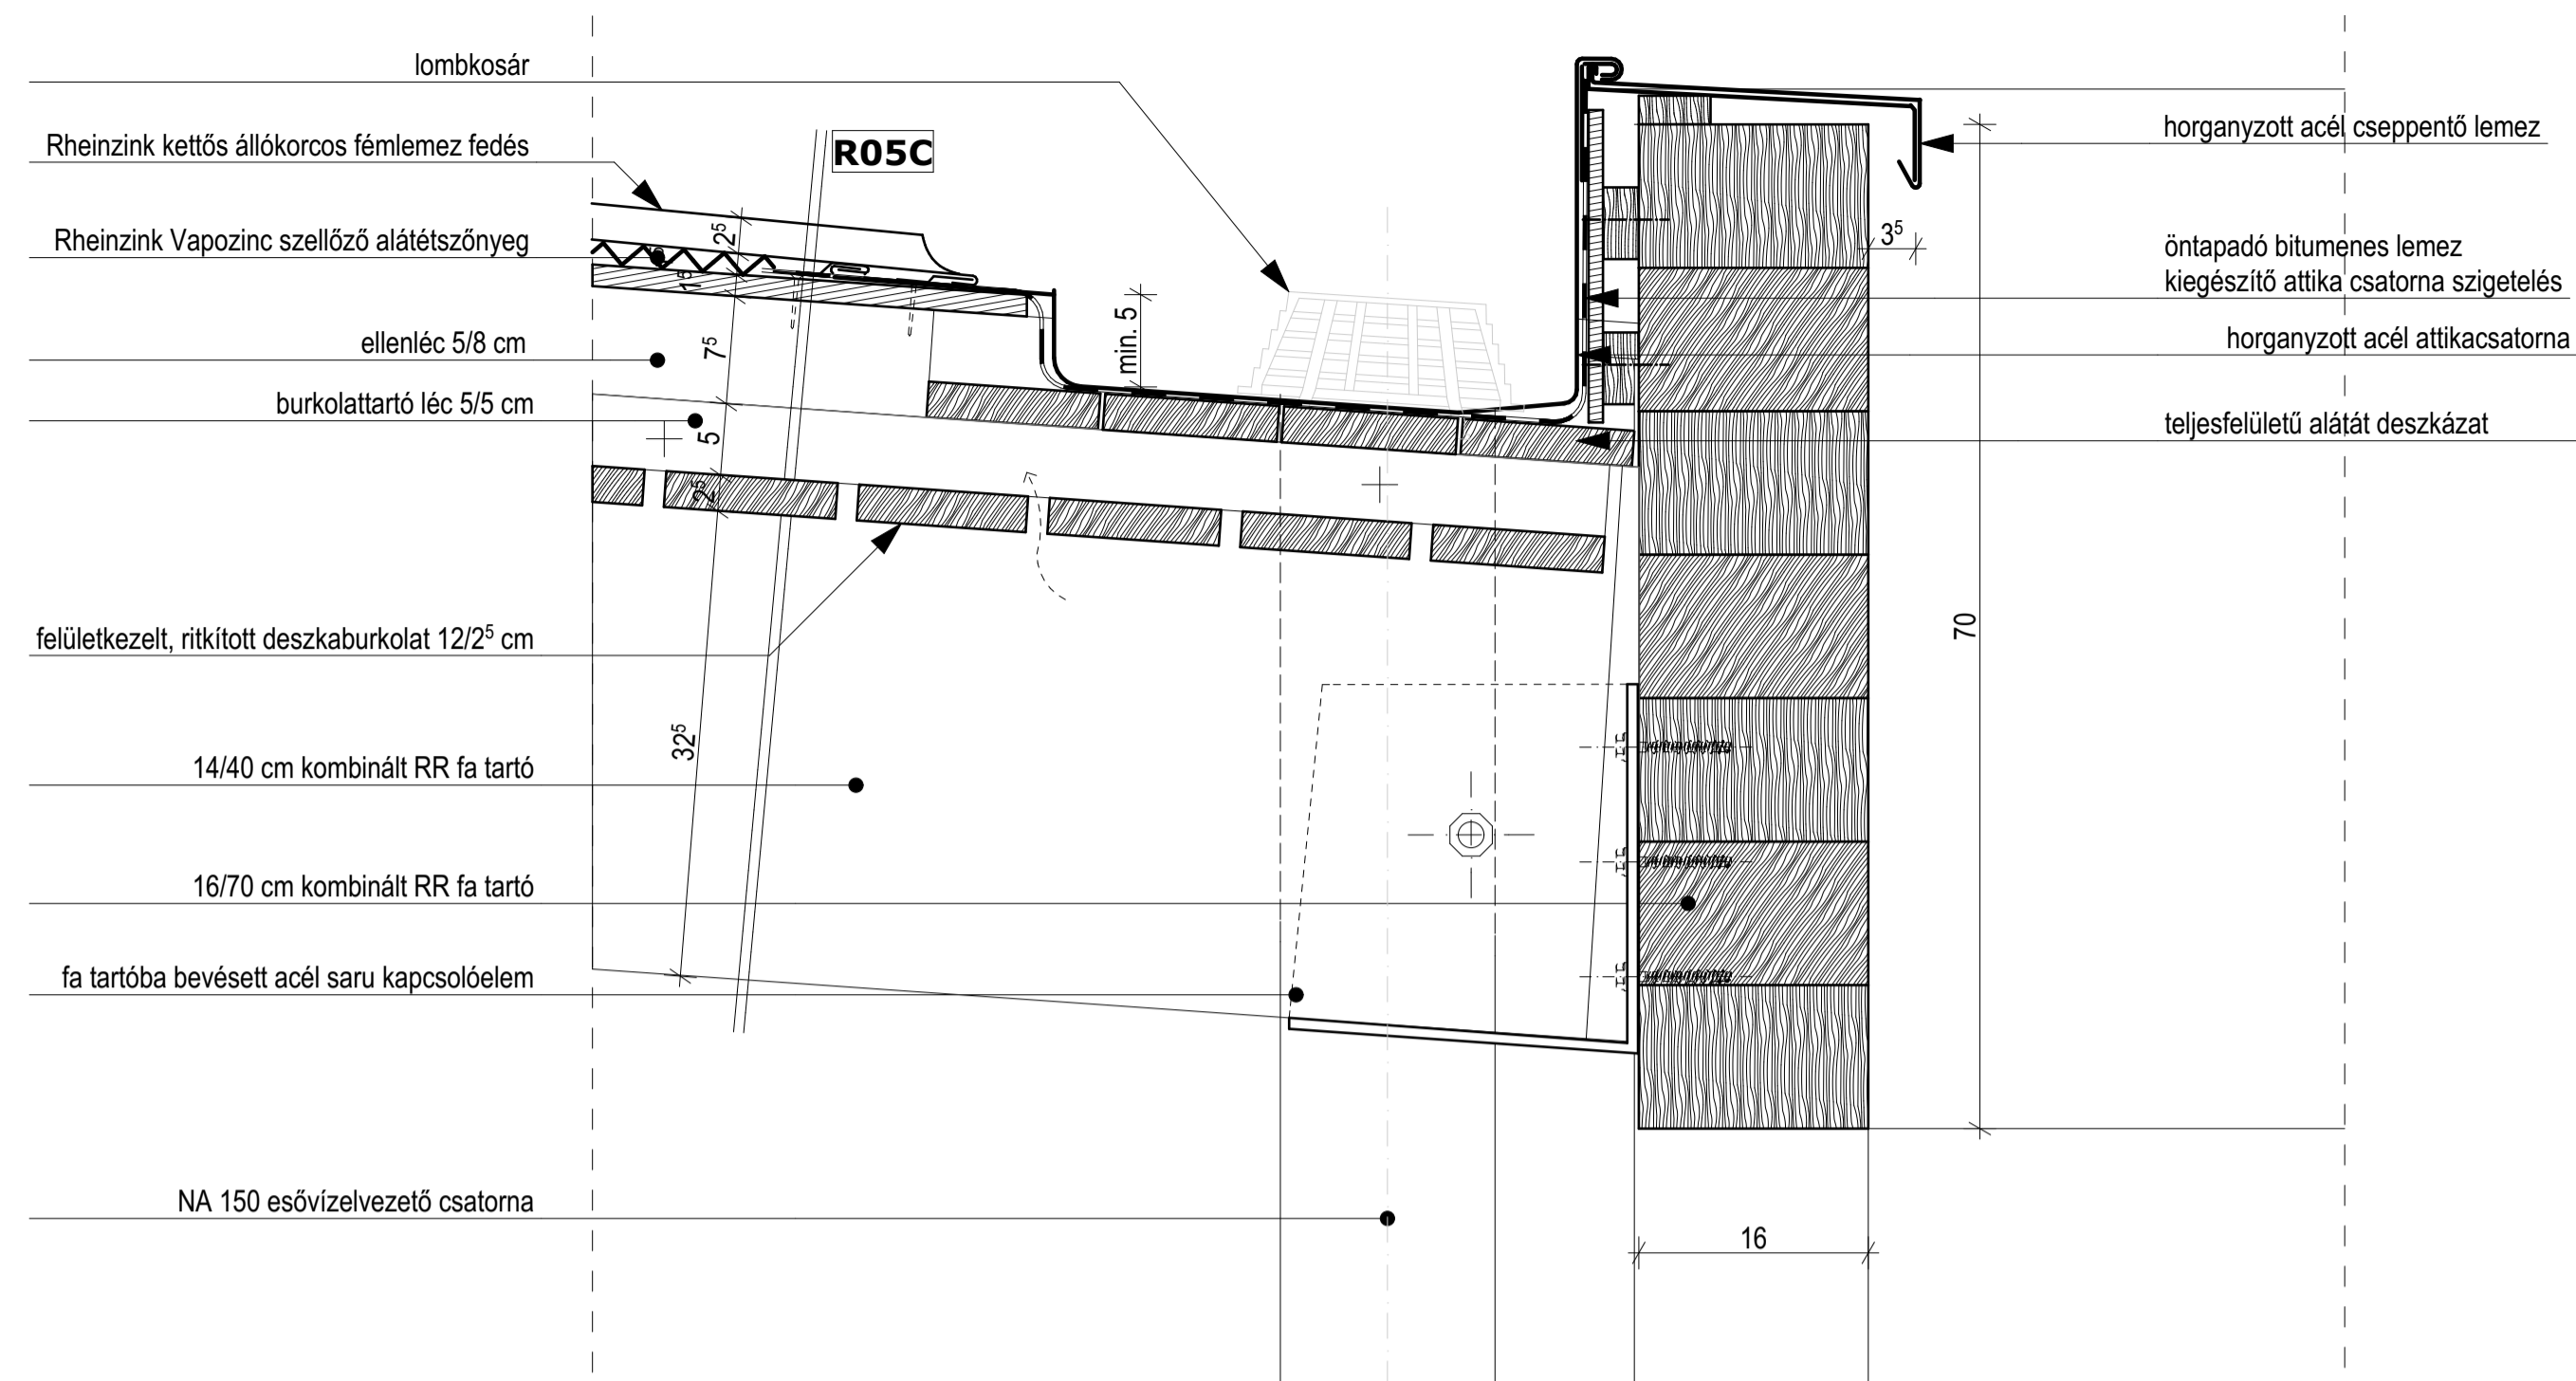 lombkosár
Rheinzink kettős állókorcos fémlemez fedés
Rheinzink Vapozinc szellőző alátétszőnyeg
ellenléc 5/8 cm
burkolattartó léc 5/5 cm
felületkezelt, ritkított deszkaburkolat 12/2⁵ cm
14/40 cm kombinált RR fa tartó
16/70 cm kombinált RR fa tartó
fa tartóba bevésett acél saru kapcsolóelem
NA 150 esővízelvezető csatorna
R05C
2⁵
1⁵
7⁵
5
2⁵
32⁵
min. 5
3⁵
70
16
horganyzott acél cseppentő lemez
öntapadó bitumenes lemez
kiegészítő attika csatorna szigetelés
horganyzott acél attikacsatorna
teljesfelületű alátát deszkázat